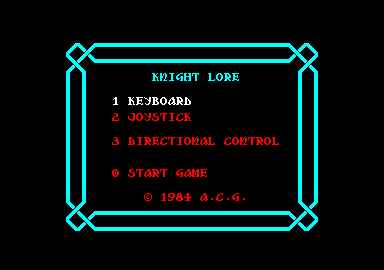 KNIGHT LORE
1 KEYBOARD
2 JOYSTICK
3 DIRECTIONAL CONTROL
0 START GAME
© 1984 A.C.G.